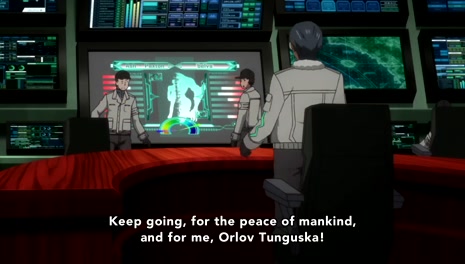 Keep going, for the peace of mankind,
and for me, Orlov Tunguska!